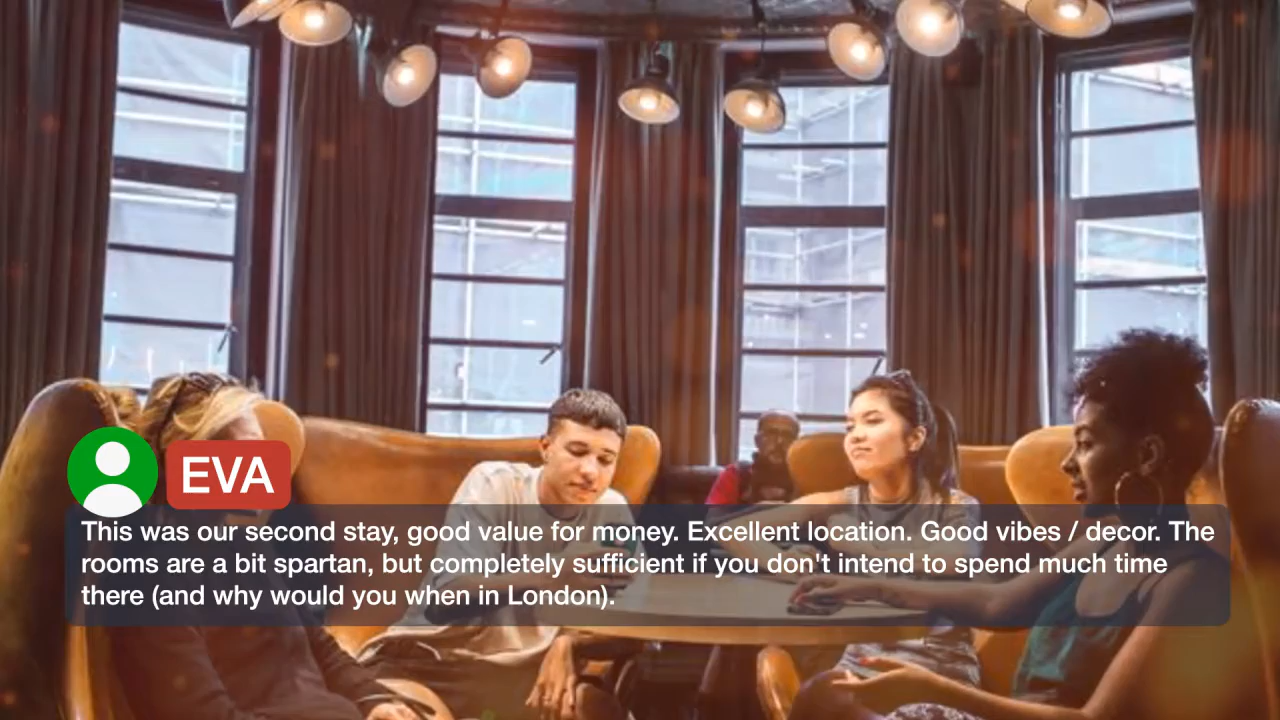 EVA
This was our second stay, good value for money. Excellent location. Good vibes / decor. The
rooms are a bit spartan, but completely sufficient if you don't intend to spend much time
there (and why would you when in London).